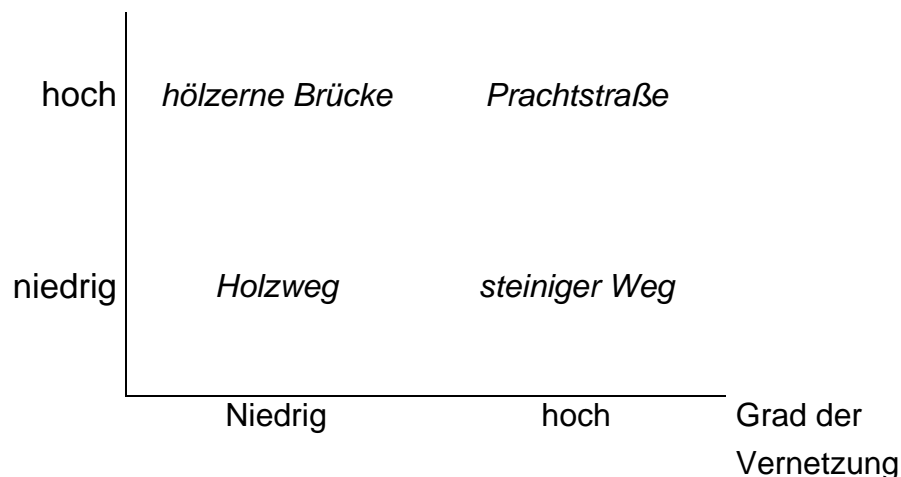 hoch hölzerne Brücke Prachtstraße
niedrig Holzweg steiniger Weg
Niedrig hoch Grad der
Vernetzung